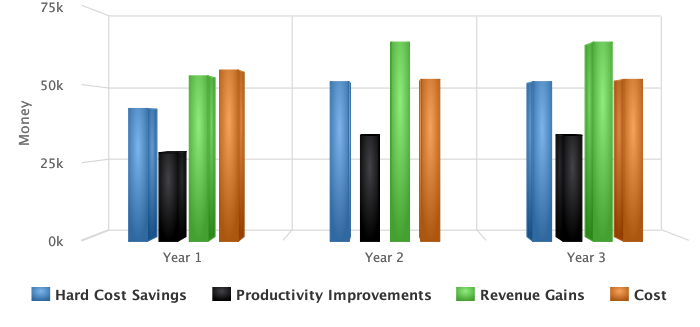 75k
50k
25k
0k
Money
Year 1 Year 2 Year 3
Hard Cost Savings Productivity Improvements Revenue Gains Cost